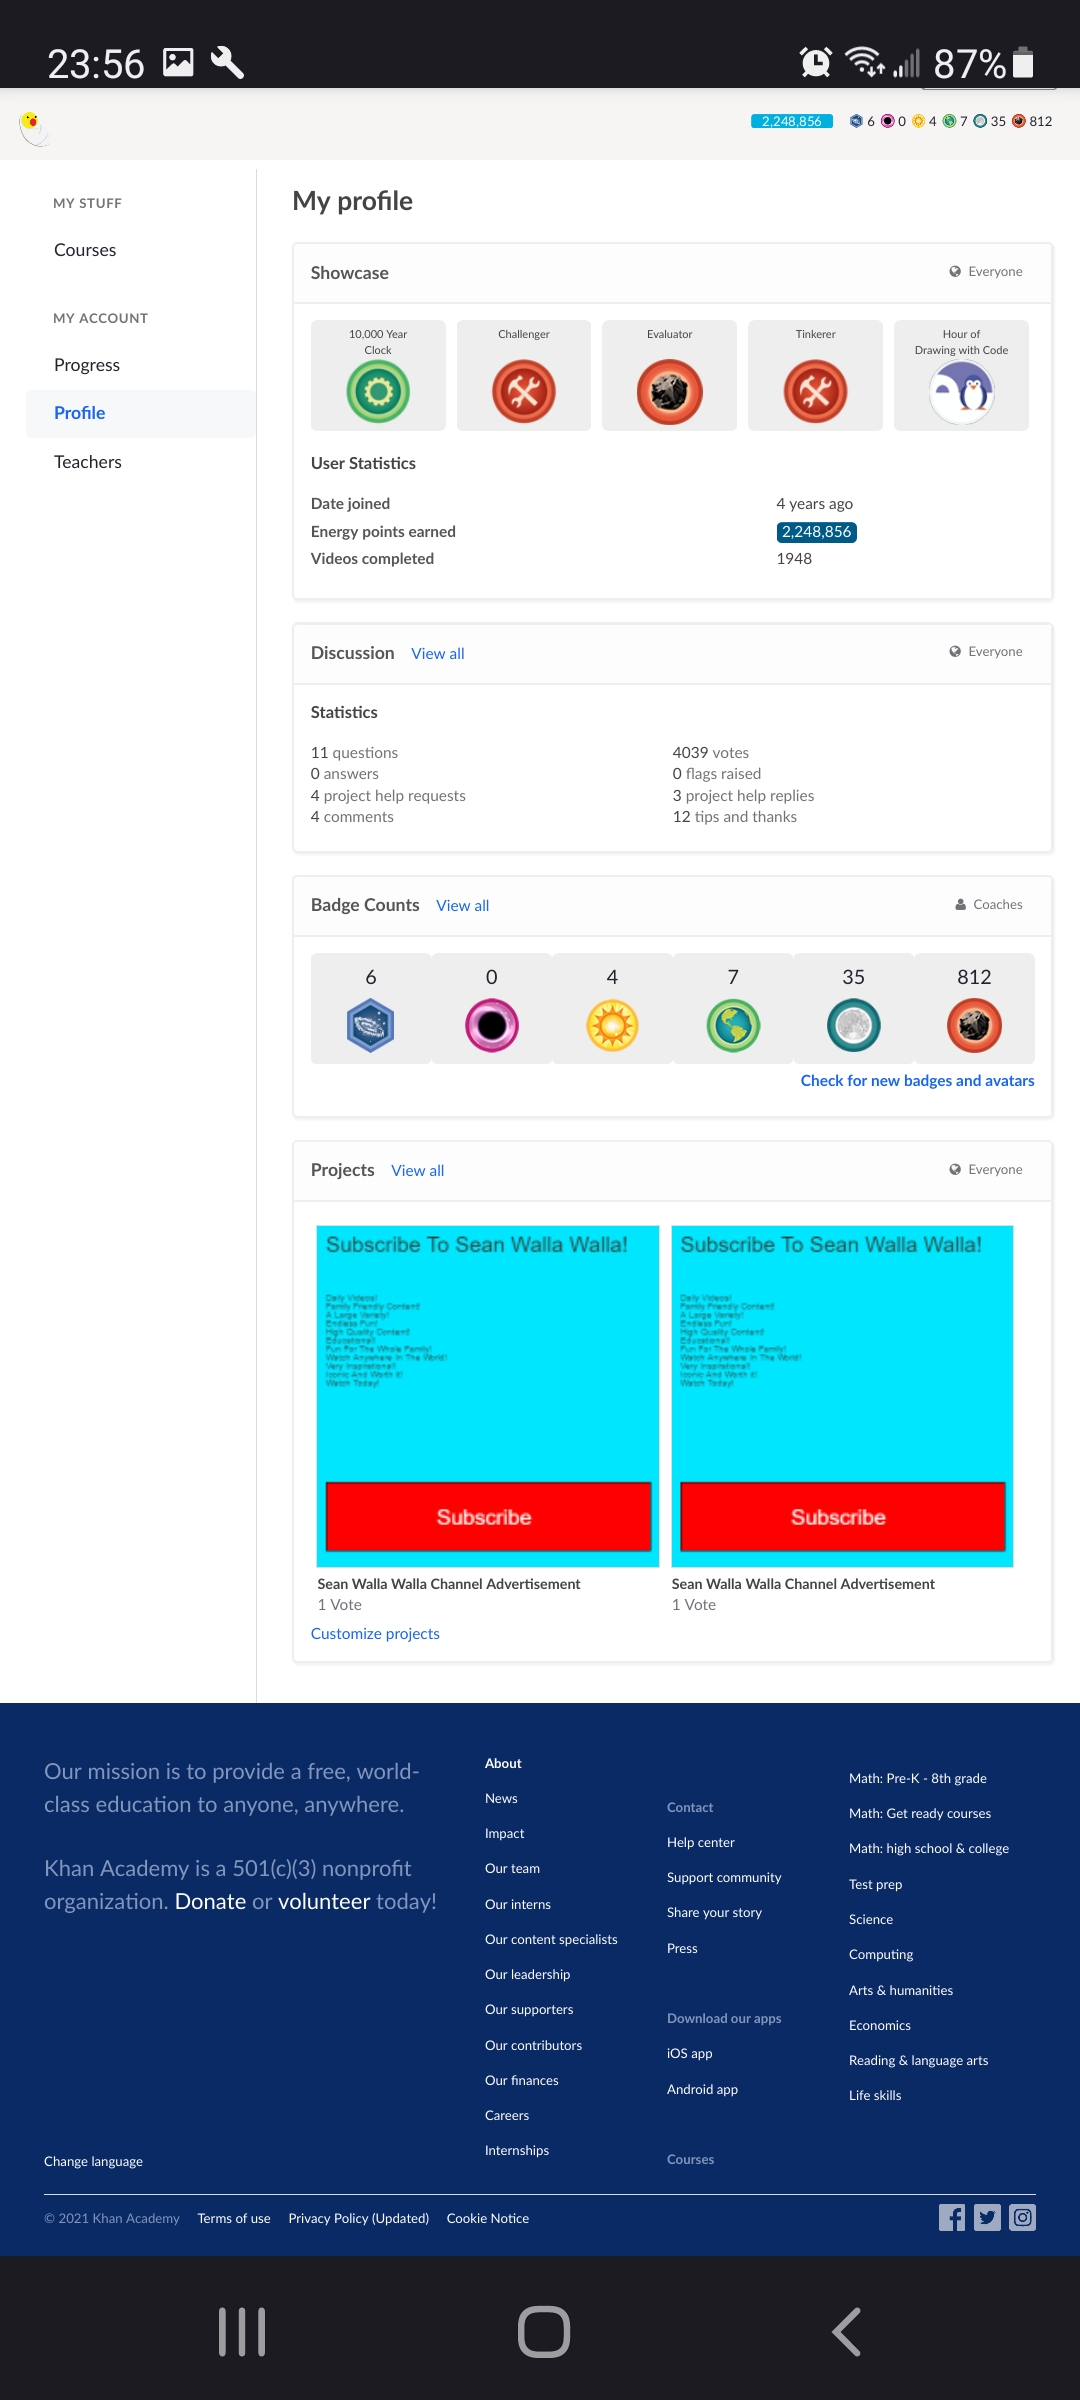 23:56
87%
2,248,856 6 0 4 7 35 812
MY STUFF
Courses
MY ACCOUNT
Progress
Profile
Teachers
My profile
Showcase
Everyone
10,000 Year
Clock
Challenger
Evaluator
Tinkerer
Hour of
Drawing with Code
User Statistics
Date joined 4 years ago
Energy points earned 2,248,856
Videos completed 1948
Discussion View all
Everyone
Statistics
11 questions
0 answers
4 project help requests
4 comments
4039 votes
0 flags raised
3 project help replies
12 tips and thanks
Badge Counts View all
Coaches
6 0 4 7 35 812
Check for new badges and avatars
Projects View all
Everyone
Subscribe To Sean Walla Walla!
Daily Videos!
Family Friendly Content!
A Large Variety!
Endless Fun!
High Quality Content!
Educational!
Fun For The Whole Family!
Watch Anywhere In The World!
Very Inspirational!
Iconic And Worth it!
Watch Today!
Subscribe
Sean Walla Walla Channel Advertisement
1 Vote
Subscribe To Sean Walla Walla!
Daily Videos!
Family Friendly Content!
A Large Variety!
Endless Fun!
High Quality Content!
Educational!
Fun For The Whole Family!
Watch Anywhere In The World!
Very Inspirational!
Iconic And Worth it!
Watch Today!
Subscribe
Sean Walla Walla Channel Advertisement
1 Vote
Customize projects
Our mission is to provide a free, world-
class education to anyone, anywhere.
Khan Academy is a 501(c)(3) nonprofit
organization. Donate or volunteer today!
About
News
Impact
Our team
Our interns
Our content specialists
Our leadership
Our supporters
Our contributors
Our finances
Careers
Internships
Contact
Help center
Support community
Share your story
Press
Download our apps
iOS app
Android app
Courses
Math: Pre-K - 8th grade
Math: Get ready courses
Math: high school & college
Test prep
Science
Computing
Arts & humanities
Economics
Reading & language arts
Life skills
Change language
© 2021 Khan Academy Terms of use Privacy Policy (Updated) Cookie Notice